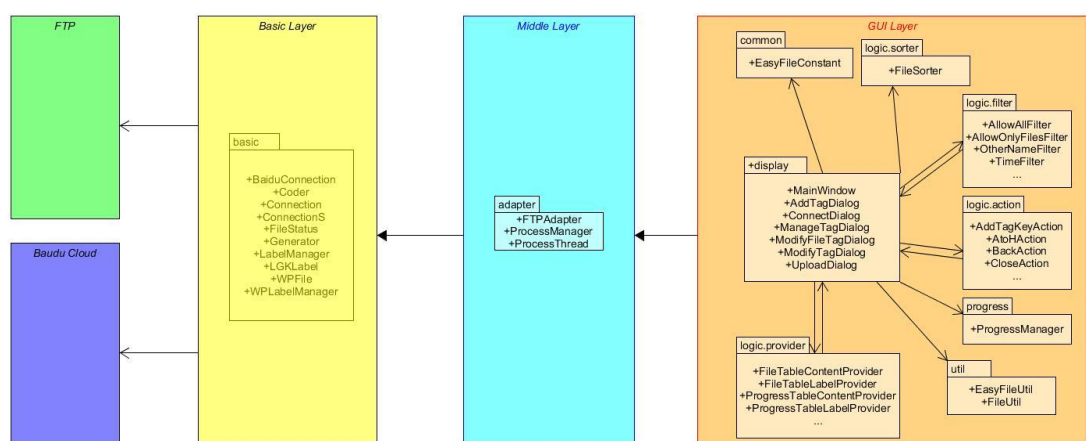 FTP
Baudu Cloud
Basic Layer
basic
+BaiduConnection
+Coder
+Connection
+ConnectionS
+FileStatus
+Generator
+LabelManager
+LGKLabel
+WPFile
+WPLabelManager
Middle Layer
adapter
+FTPAdapter
+ProcessManager
+ProcessThread
GUI Layer
common
+EasyFileConstant
logic.sorter
+FileSorter
logic.filter
+AllowAllFilter
+AllowOnlyFilesFilter
+OtherNameFilter
+TimeFilter
...
+display
+MainWindow
+AddTagDialog
+ConnectDialog
+ManageTagDialog
+ModifyFileTagDialog
+ModifyTagDialog
+UploadDialog
logic.action
+AddTagKeyAction
+AtoHAction
+BackAction
+CloseAction
...
progress
+ProgressManager
logic.provider
+FileTableContentProvider
+FileTableLabelProvider
+ProgressTableContentProvider
+ProgressTableLabelProvider
...
util
+EasyFileUtil
+FileUtil